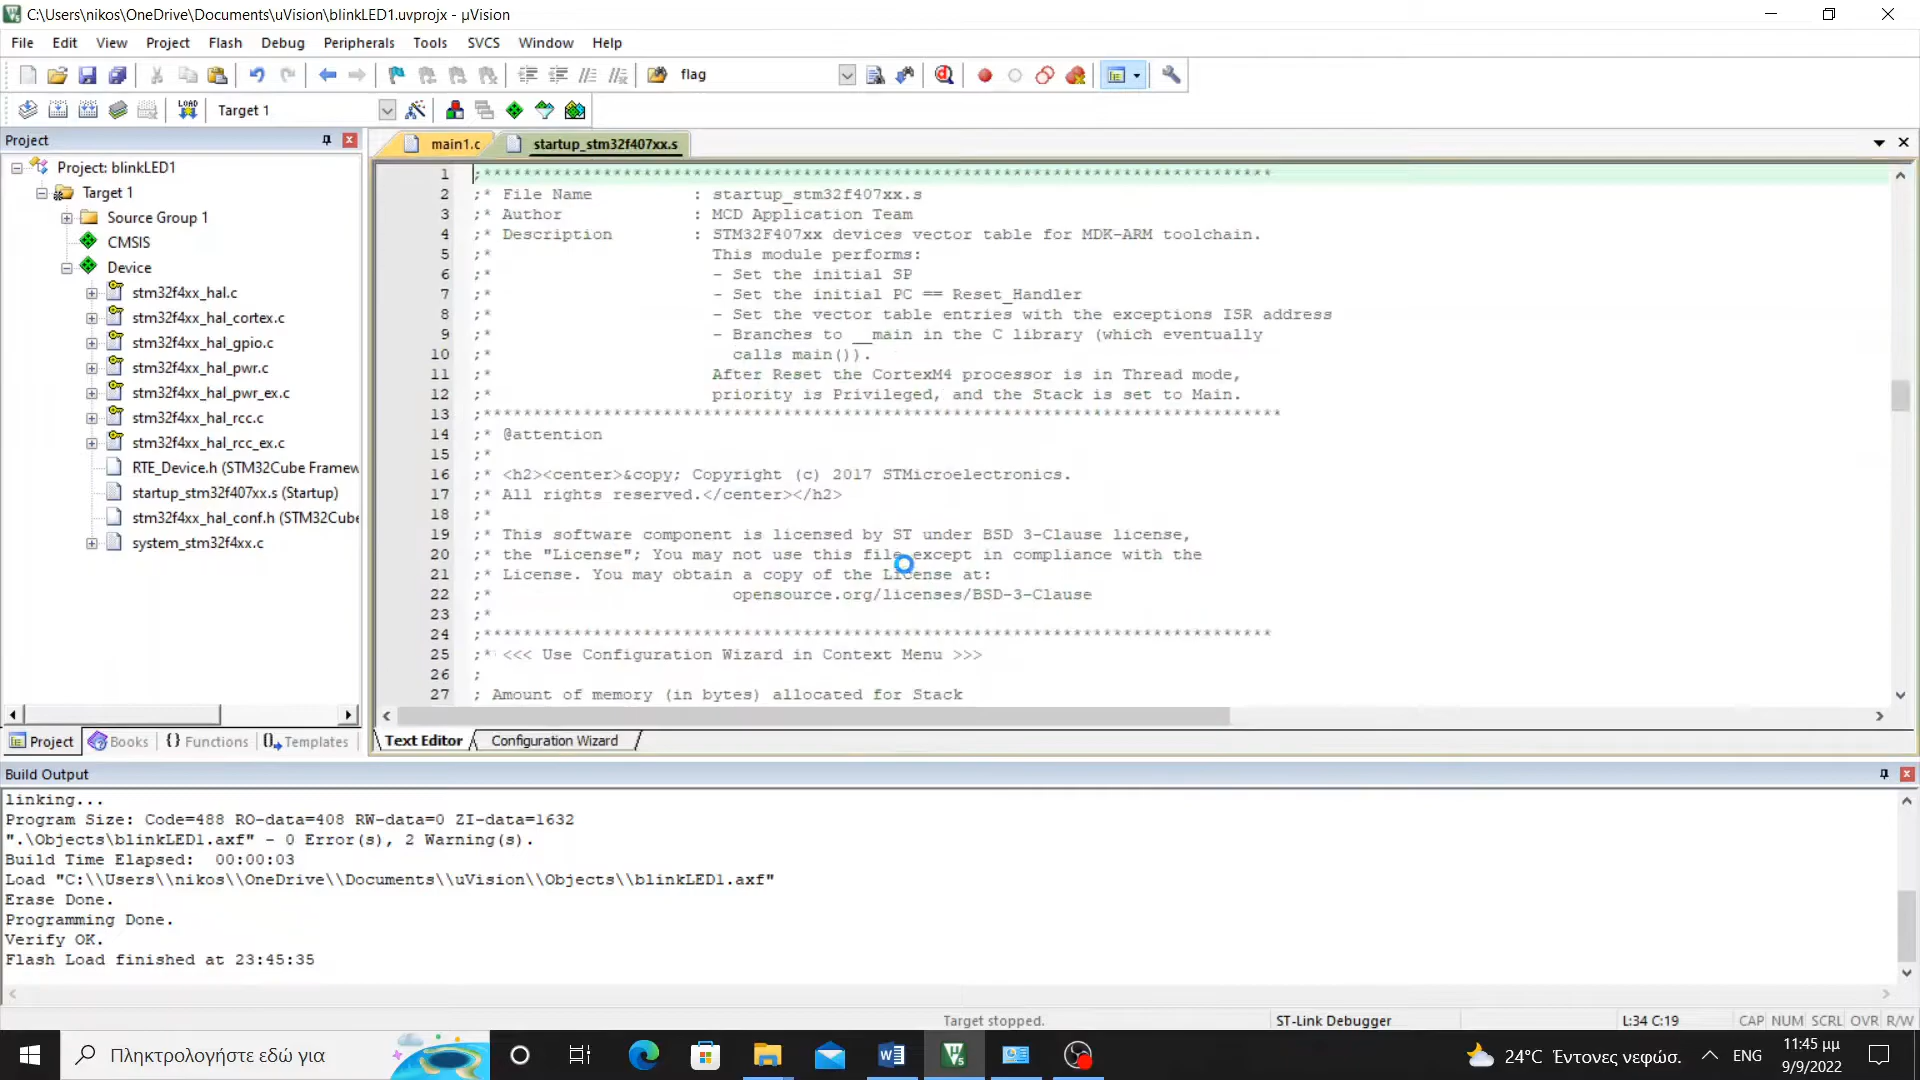 C:\Users\nikos\OneDrive\Documents\uVision\blinkLED1.uvprojx - µVision
File Edit View Project Flash Debug Peripherals Tools SVCS Window Help
flag
LOAD Target 1
Project
Project: blinkLED1
Target 1
Source Group 1
CMSIS
Device
stm32f4xx_hal.c
stm32f4xx_hal_cortex.c
stm32f4xx_hal_gpio.c
stm32f4xx_hal_pwr.c
stm32f4xx_hal_pwr_ex.c
stm32f4xx_hal_rcc.c
stm32f4xx_hal_rcc_ex.c
RTE_Device.h (STM32Cube Framew
startup_stm32f407xx.s (Startup)
stm32f4xx_hal_conf.h (STM32Cube
system_stm32f4xx.c
Project Books {} Functions Templates
main1.c startup_stm32f407xx.s
1 ;*******************************************************************************
2 ;* File Name : startup_stm32f407xx.s
3 ;* Author : MCD Application Team
4 ;* Description : STM32F407xx devices vector table for MDK-ARM toolchain.
5 ;* This module performs:
6 ;* - Set the initial SP
7 ;* - Set the initial PC == Reset_Handler
8 ;* - Set the vector table entries with the exceptions ISR address
9 ;* - Branches to __main in the C library (which eventually
10 ;* calls main()).
11 ;* After Reset the CortexM4 processor is in Thread mode,
12 ;* priority is Privileged, and the Stack is set to Main.
13 ;********************************************************************************
14 ;* @attention
15 ;*
16 ;* <h2><center>&copy; Copyright (c) 2017 STMicroelectronics.
17 ;* All rights reserved.</center></h2>
18 ;*
19 ;* This software component is licensed by ST under BSD 3-Clause license,
20 ;* the "License"; You may not use this file except in compliance with the
21 ;* License. You may obtain a copy of the License at:
22 ;* opensource.org/licenses/BSD-3-Clause
23 ;*
24 ;*******************************************************************************
25 ;* <<< Use Configuration Wizard in Context Menu >>>
26 ;
27 ; Amount of memory (in bytes) allocated for Stack
Text Editor Configuration Wizard
Build Output
linking...
Program Size: Code=488 RO-data=408 RW-data=0 ZI-data=1632
".\Objects\blinkLED1.axf" - 0 Error(s), 2 Warning(s).
Build Time Elapsed: 00:00:03
Load "C:\\Users\\nikos\\OneDrive\\Documents\\uVision\\Objects\\blinkLED1.axf"
Erase Done.
Programming Done.
Verify OK.
Flash Load finished at 23:45:35
Target stopped. ST-Link Debugger L:34 C:19 CAP NUM SCRL OVR R/W
Πληκτρολογήστε εδώ για 24°C Έντονες νεφώσ. ENG 11:45 μμ
9/9/2022